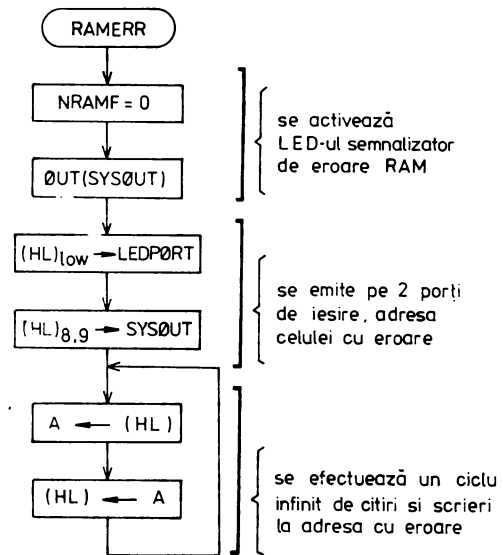 RAMERR
NRAMF = 0
ØUT(SYSØUT)
se activează
LED-ul semnalizator
de eroare RAM
(HL)low → LEDPØRT
(HL)8,9 → SYSØUT
se emite pe 2 porți
de iesire, adresa
celulei cu eroare
A ← (HL)
(HL) ← A
se efectuează un ciclu
infinit de citiri si scrieri
la adresa cu eroare